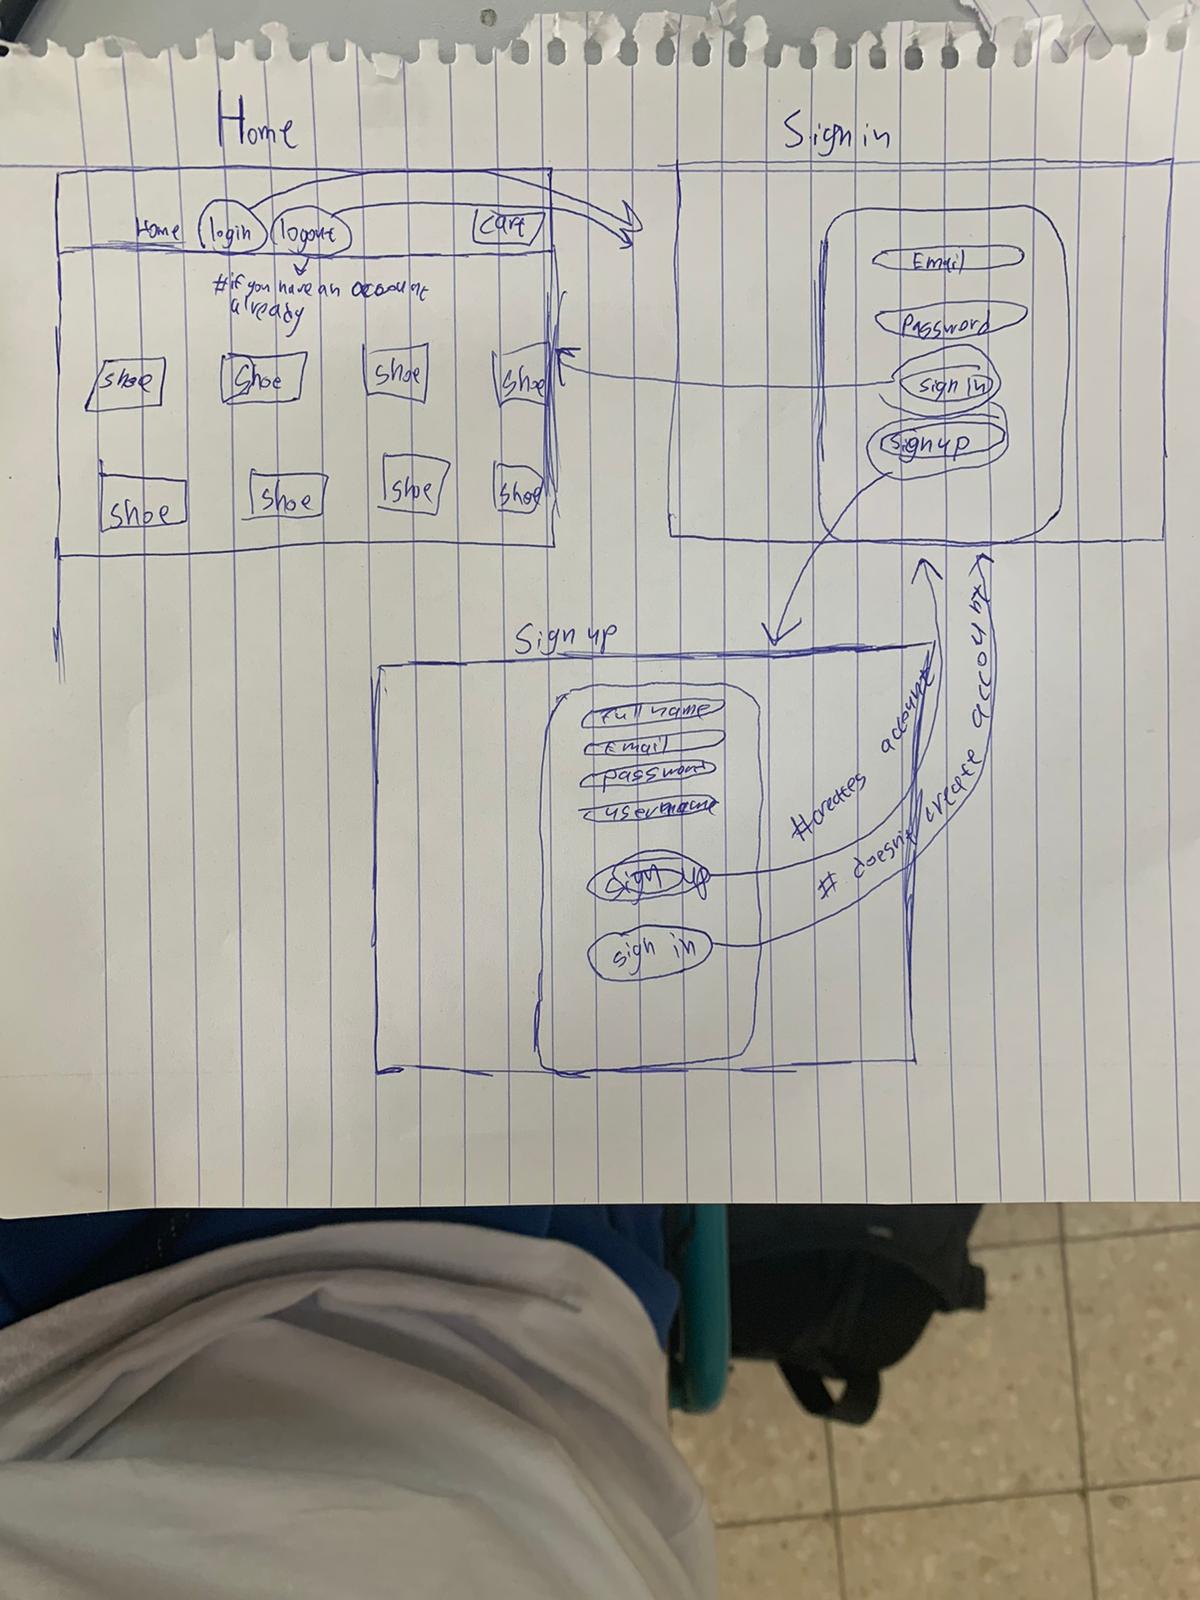 Home
Home login logout cart
#if you have an account
already
shoe shoe shoe shoe
shoe shoe shoe shoe
Sign in
Email
password
sign in
signup
Sign up
full name
Email
password
username
sign up
sign in
#creates account
# doesn't create account